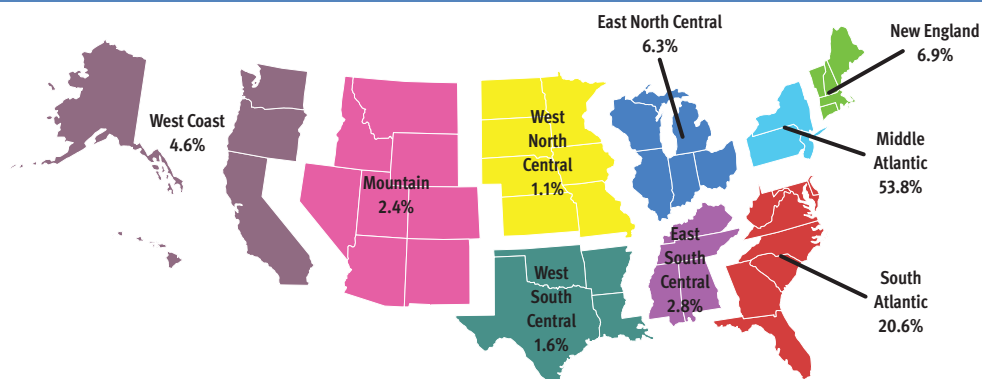 East North Central
6.3%
New England
6.9%
West Coast
4.6%
West
North
Central
1.1%
Middle
Atlantic
53.8%
Mountain
2.4%
East
South
Central
2.8%
West
South
Central
1.6%
South
Atlantic
20.6%